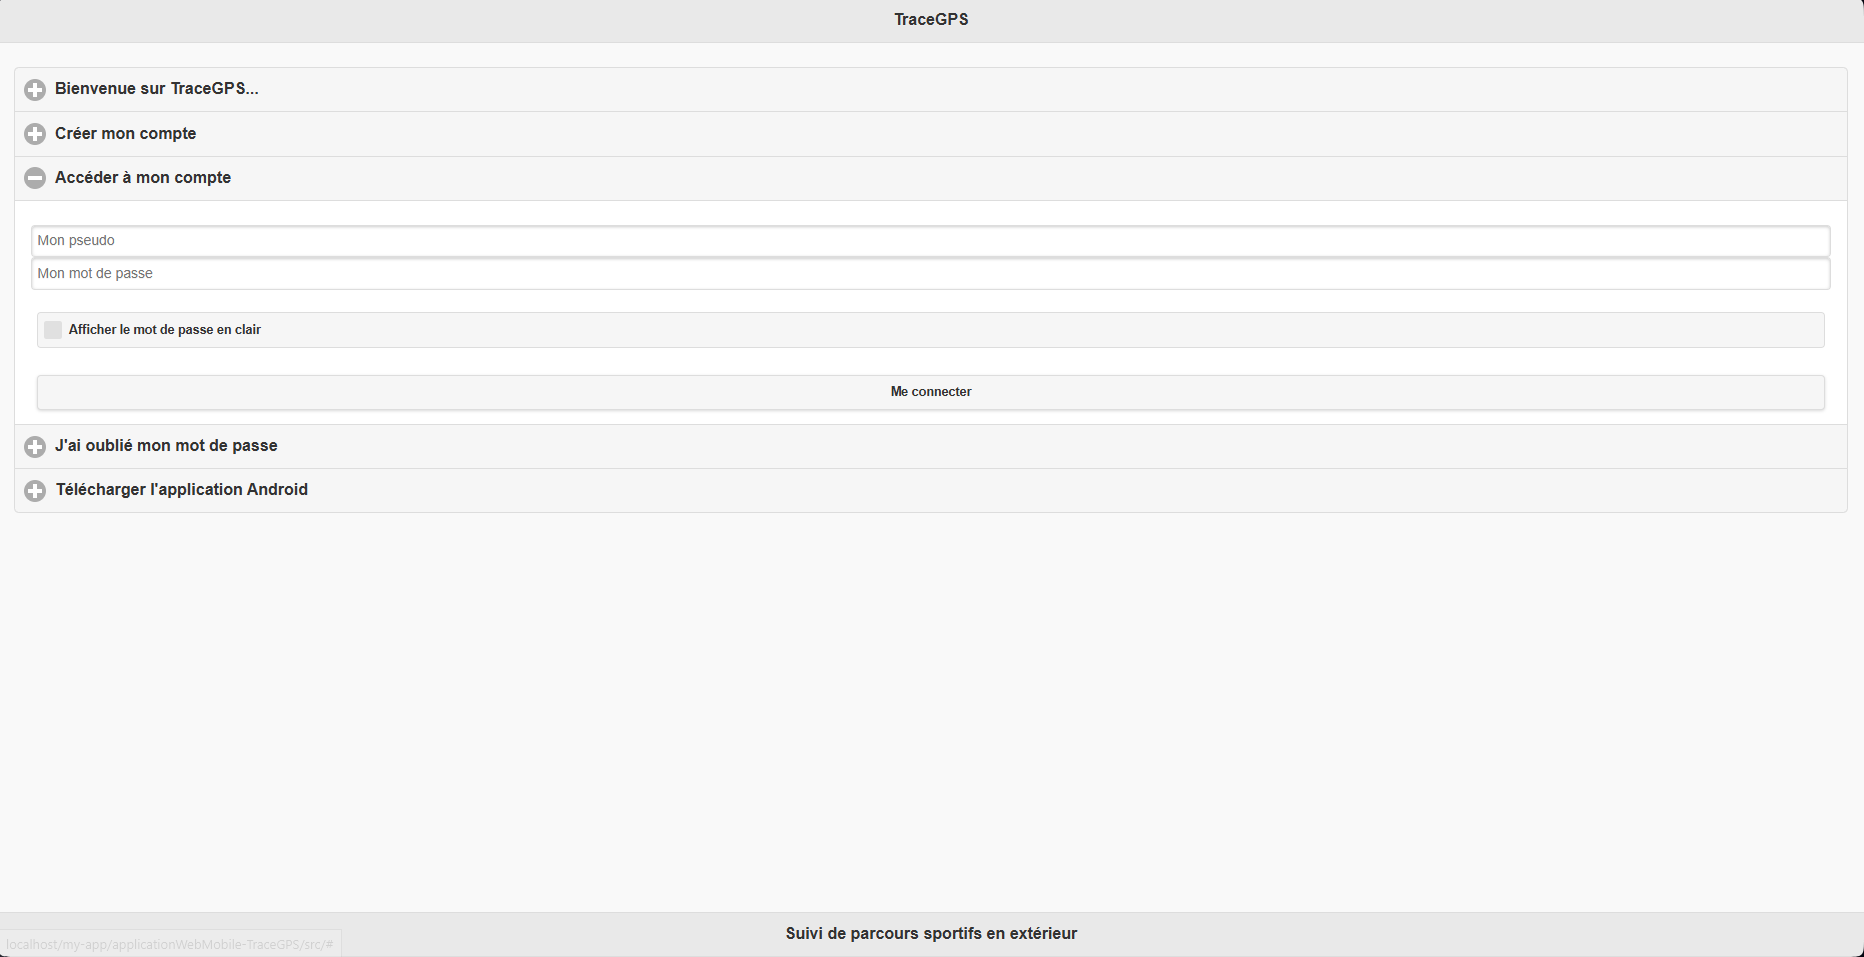 TraceGPS
Bienvenue sur TraceGPS...
Créer mon compte
Accéder à mon compte
Mon pseudo
Mon mot de passe
Afficher le mot de passe en clair
Me connecter
J'ai oublié mon mot de passe
Télécharger l'application Android
Suivi de parcours sportifs en extérieur
localhost/my-app/applicationWebMobile-TraceGPS/src/#